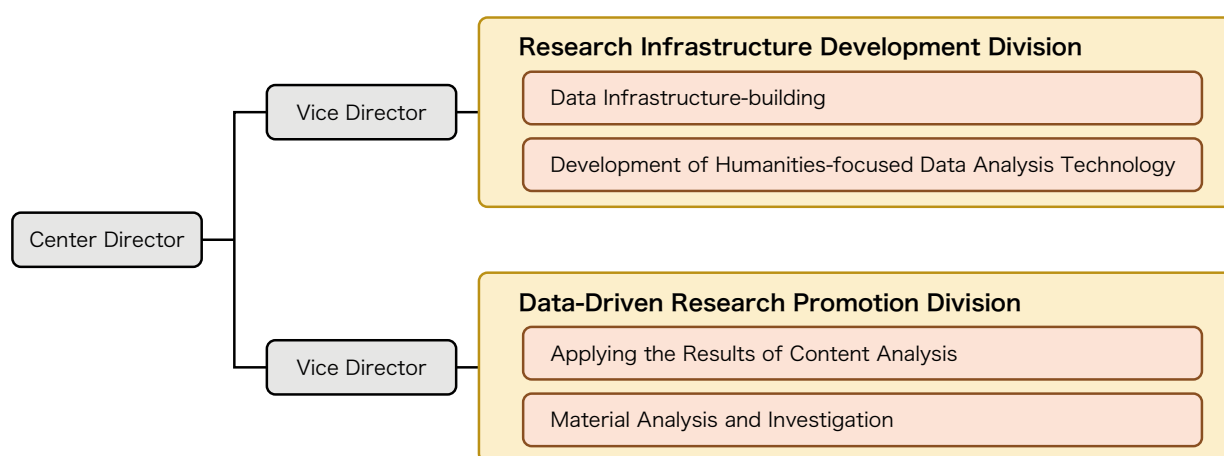 Research Infrastructure Development Division
Data Infrastructure-building
Vice Director
Development of Humanities-focused Data Analysis Technology
Center Director
Data-Driven Research Promotion Division
Applying the Results of Content Analysis
Vice Director
Material Analysis and Investigation